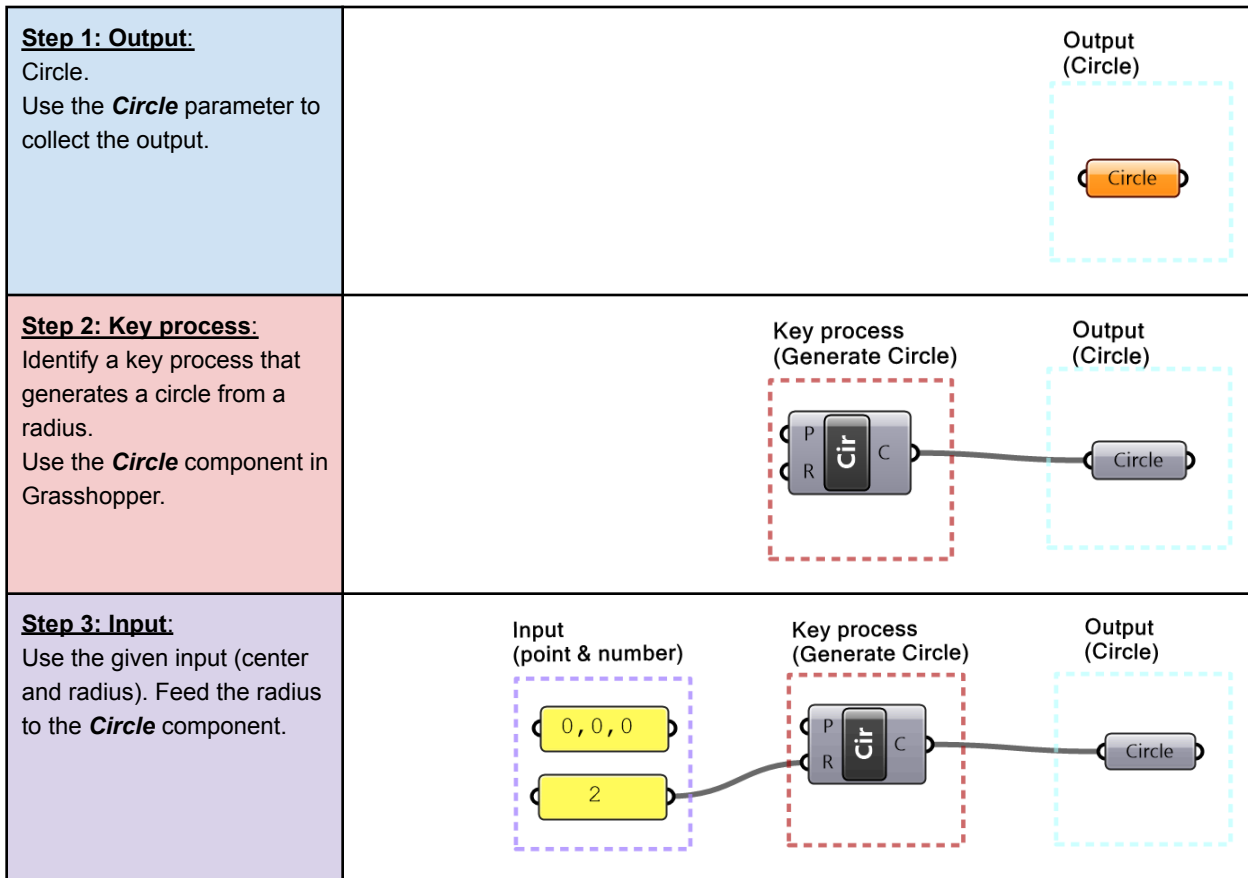 Step 1: Output:
Circle.
Use the Circle parameter to
collect the output.
Output
(Circle)
Circle
Step 2: Key process:
Identify a key process that
generates a circle from a
radius.
Use the Circle component in
Grasshopper.
Key process
(Generate Circle)
P
R
Cir
C
Output
(Circle)
Circle
Step 3: Input:
Use the given input (center
and radius). Feed the radius
to the Circle component.
Input
(point & number)
0,0,0
2
Key process
(Generate Circle)
P
R
Cir
C
Output
(Circle)
Circle